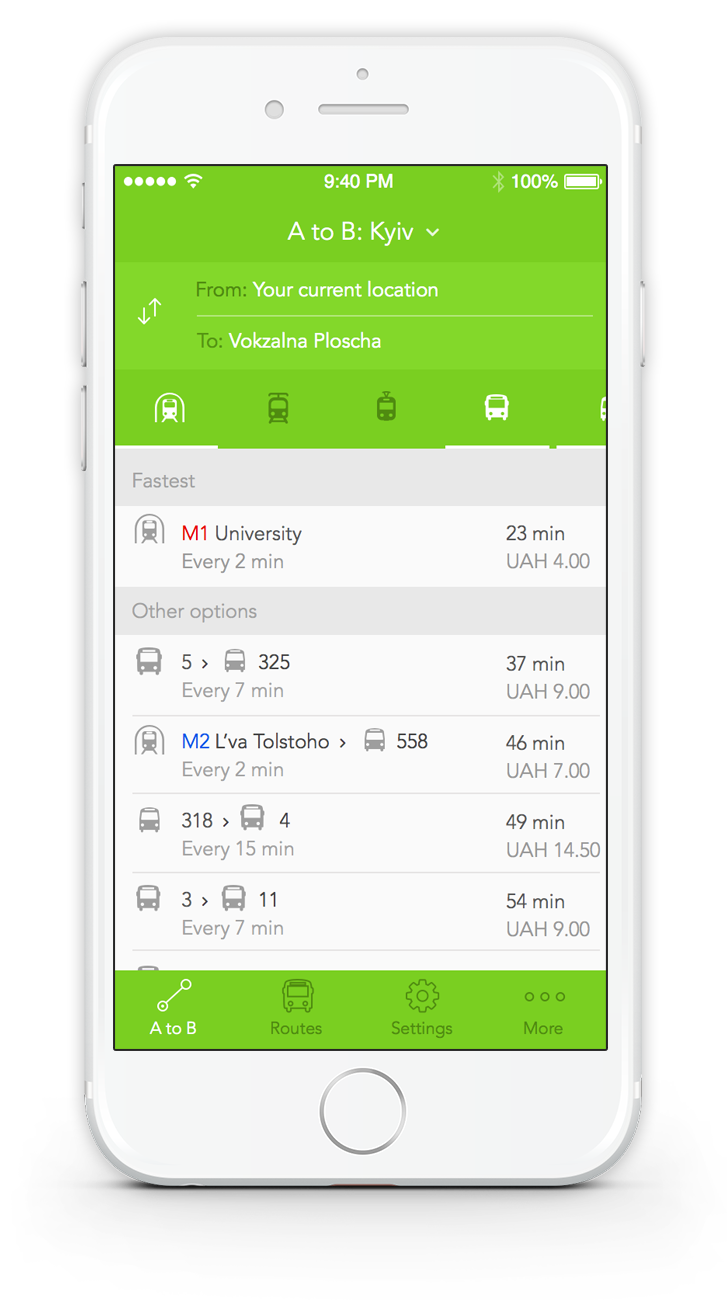 9:40 PM 100%
A to B: Kyiv
From: Your current location
To: Vokzalna Ploscha
Fastest
M1 University 23 min
Every 2 min UAH 4.00
Other options
5 › 325 37 min
Every 7 min UAH 9.00
M2 L'va Tolstoho › 558 46 min
Every 2 min UAH 7.00
318 › 4 49 min
Every 15 min UAH 14.50
3 › 11 54 min
Every 7 min UAH 9.00
A to B Routes Settings More